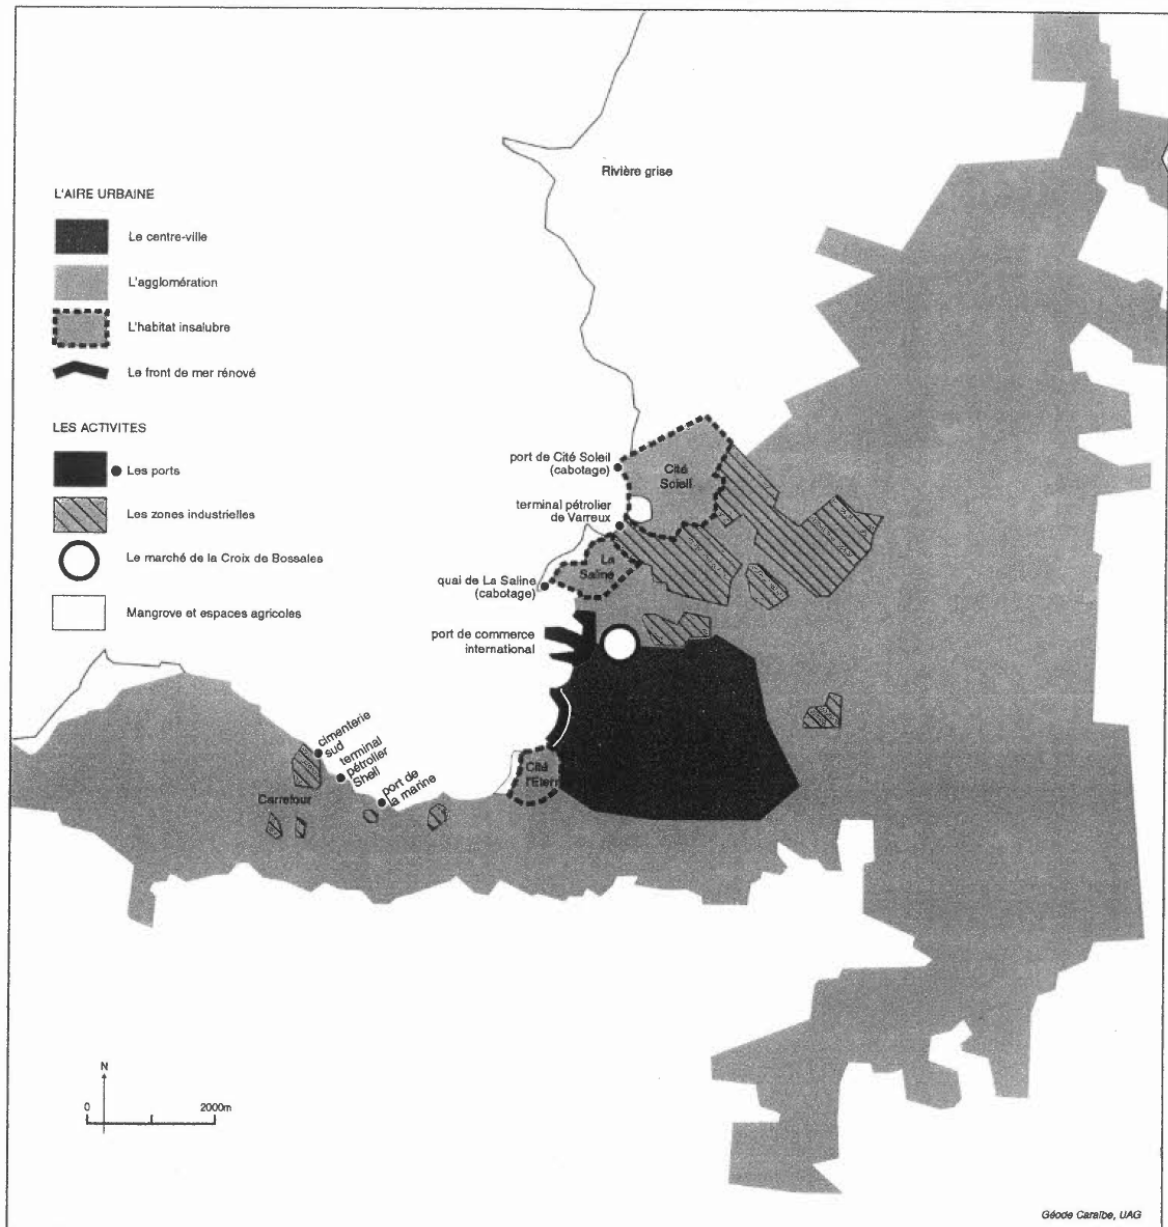 Rivière grise
L'AIRE URBAINE
Le centre-ville
L'agglomération
L'habitat insalubre
Le front de mer rénové
LES ACTIVITES
Les ports
Les zones industrielles
Le marché de la Croix de Bossales
Mangrove et espaces agricoles
port de Cité Soleil
(cabotage)
Cité
Scieil
terminal pétrolier
de Varreux
La
Saline
quai de La Saline
(cabotage)
port de commerce
international
cimenterie
sud
terminal
pétrolier
Shell
port de
la marine
Cité
l'Eternel
Carrefour
N
0
2000m
Géode Caraïbe, UAG